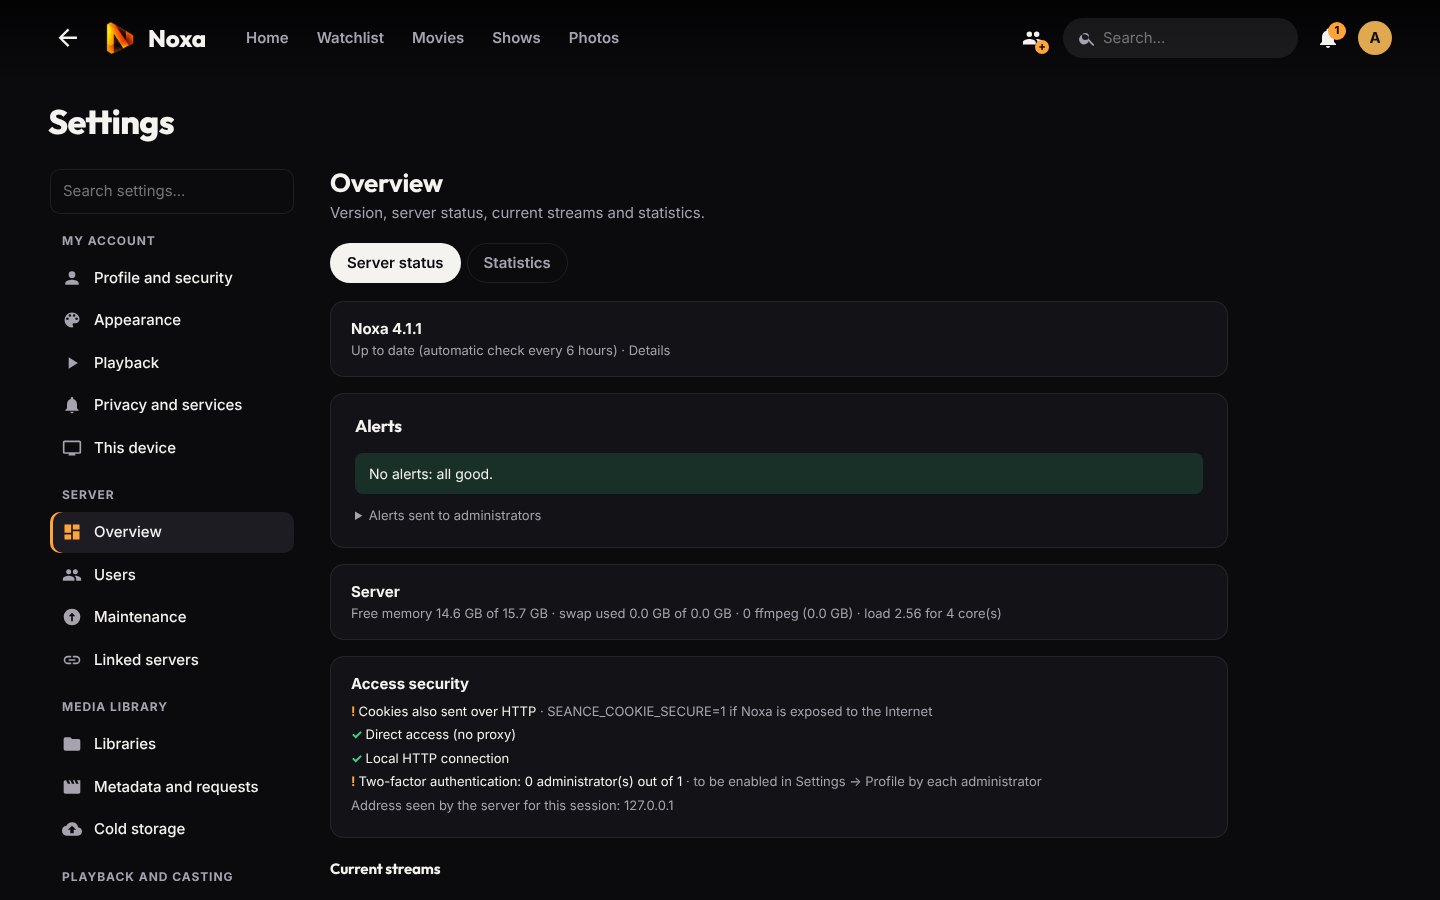 Noxa
Home
Watchlist
Movies
Shows
Photos
Search...
1
A
Settings
Search settings...
MY ACCOUNT
Profile and security
Appearance
Playback
Privacy and services
This device
SERVER
Overview
Users
Maintenance
Linked servers
MEDIA LIBRARY
Libraries
Metadata and requests
Cold storage
PLAYBACK AND CASTING
Overview
Version, server status, current streams and statistics.
Server status
Statistics
Noxa 4.1.1
Up to date (automatic check every 6 hours) · Details
Alerts
No alerts: all good.
▶ Alerts sent to administrators
Server
Free memory 14.6 GB of 15.7 GB · swap used 0.0 GB of 0.0 GB · 0 ffmpeg (0.0 GB) · load 2.56 for 4 core(s)
Access security
! Cookies also sent over HTTP · SEANCE_COOKIE_SECURE=1 if Noxa is exposed to the Internet
✓ Direct access (no proxy)
✓ Local HTTP connection
! Two-factor authentication: 0 administrator(s) out of 1 · to be enabled in Settings → Profile by each administrator
Address seen by the server for this session: 127.0.0.1
Current streams